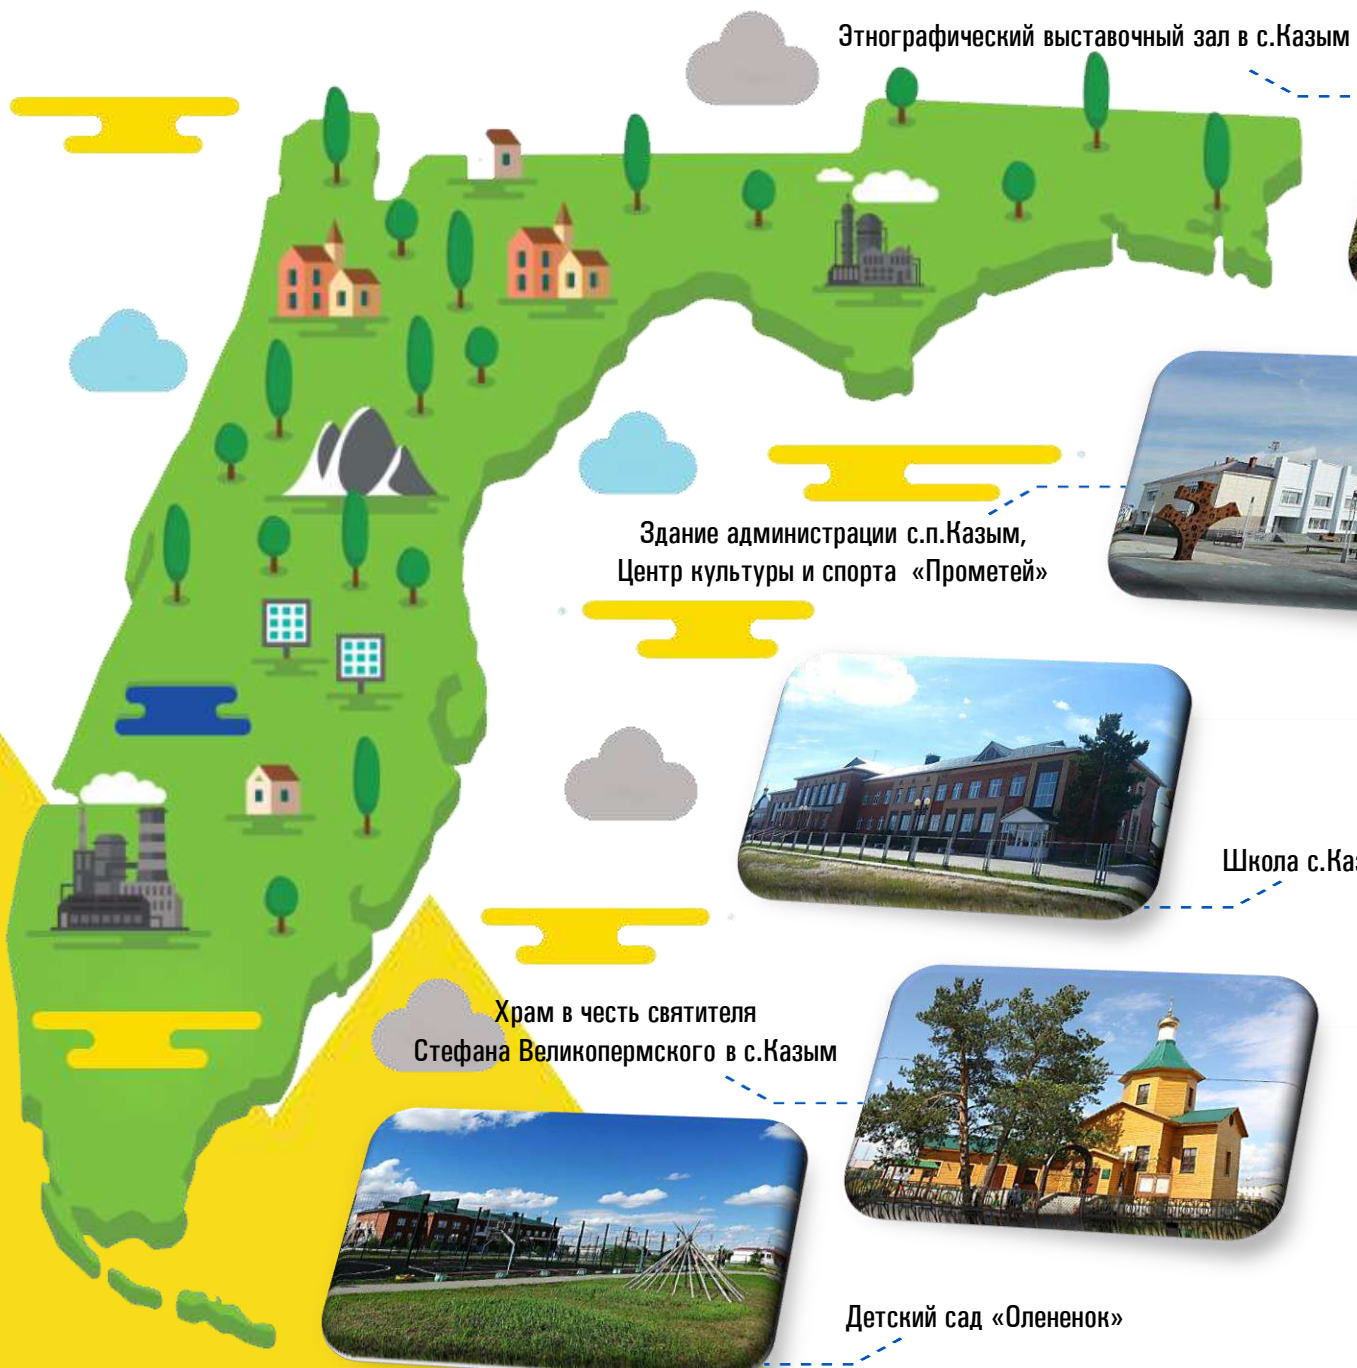 Этнографический выставочный зал в с.Казым
Здание администрации с.п.Казым,
Центр культуры и спорта «Прометей»
Школа с.Каз
Храм в честь святителя
Стефана Великопермского в с.Казым
Детский сад «Олененок»